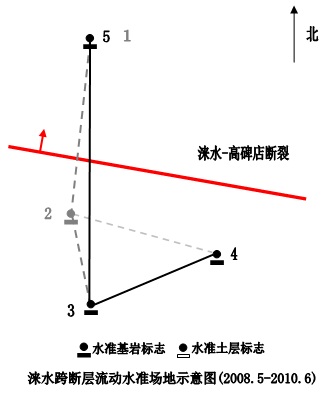 5 1
北
涞水-高碑店断裂
2
4
3
水准基岩标志 水准土层标志
涞水跨断层流动水准场地示意图(2008.5-2010.6)